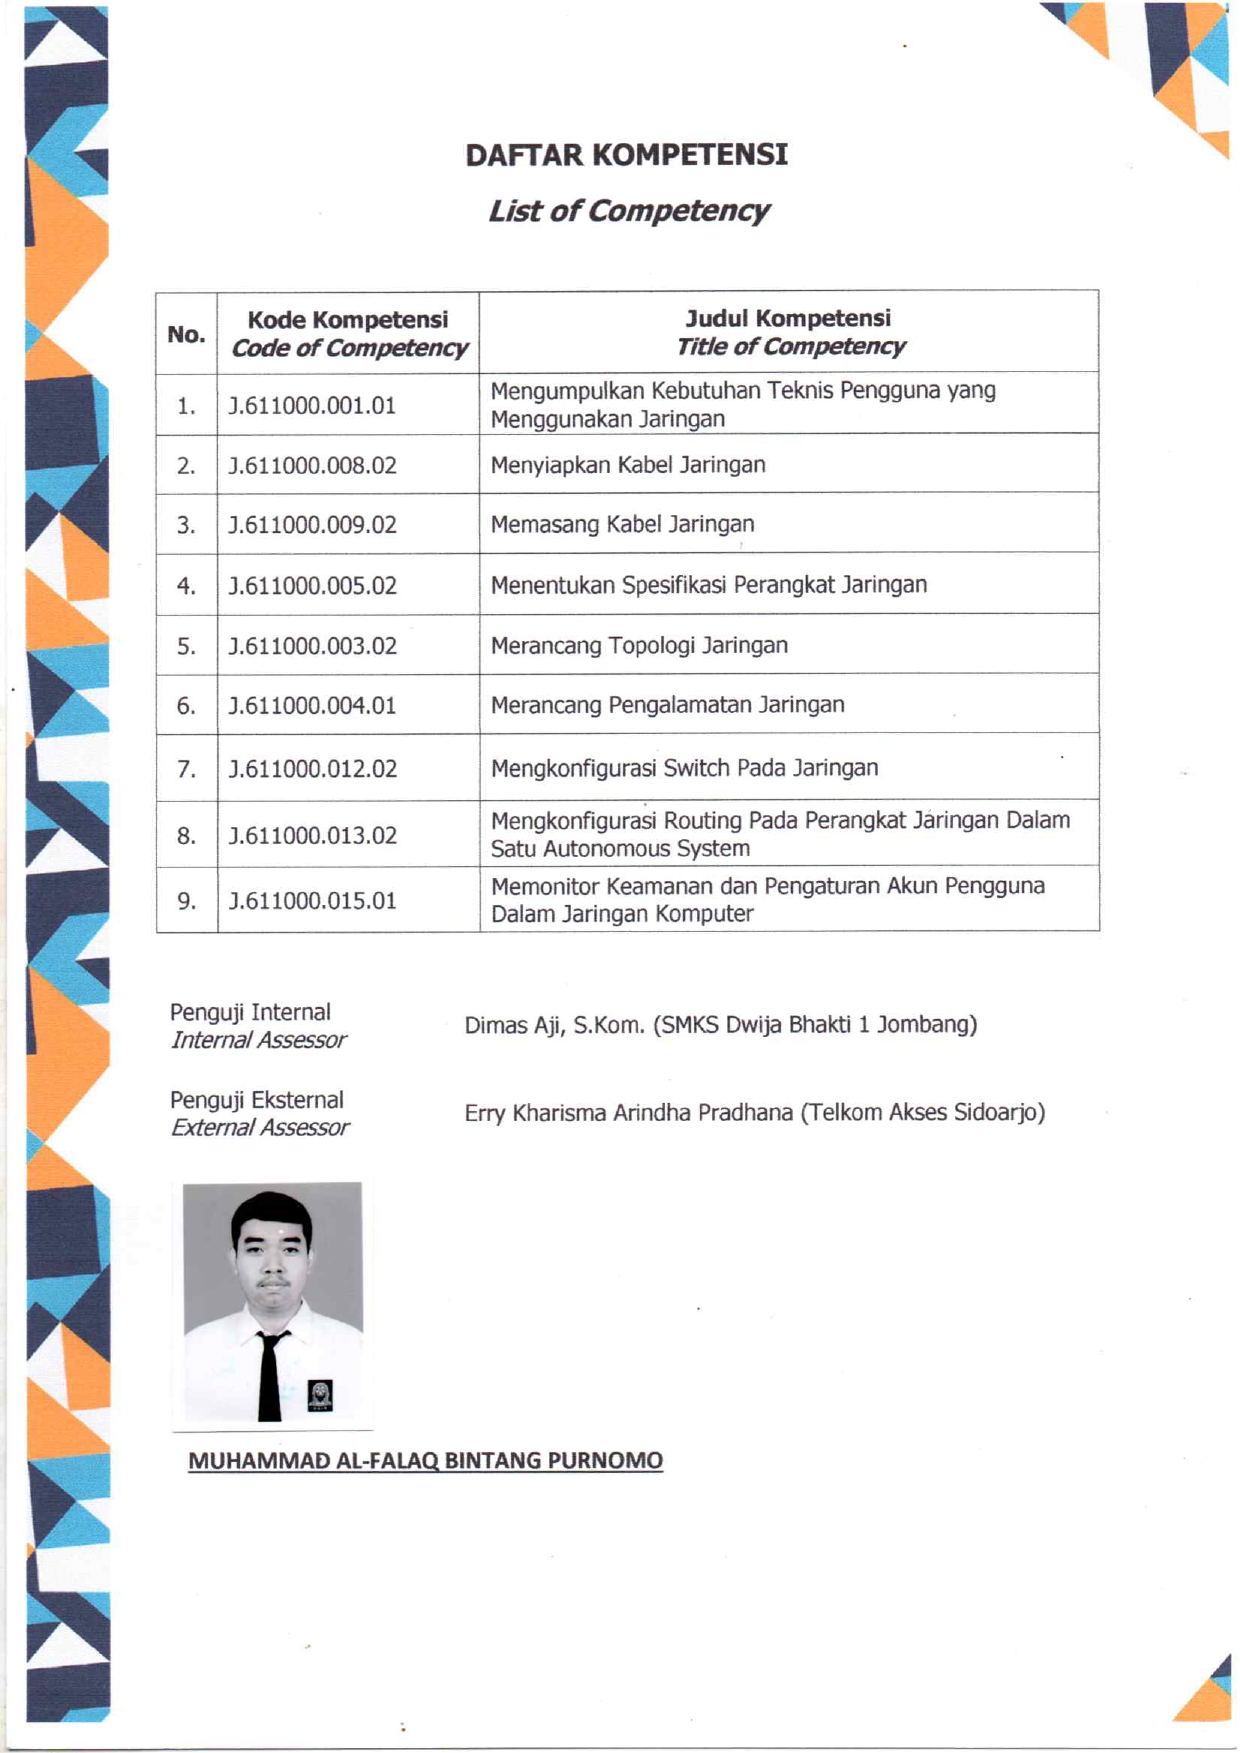 DAFTAR KOMPETENSI
List of Competency
No.
Kode Kompetensi
Code of Competency
Judul Kompetensi
Title of Competency
1. J.611000.001.01 Mengumpulkan Kebutuhan Teknis Pengguna yang
Menggunakan Jaringan
2. J.611000.008.02 Menyiapkan Kabel Jaringan
3. J.611000.009.02 Memasang Kabel Jaringan
4. J.611000.005.02 Menentukan Spesifikasi Perangkat Jaringan
5. J.611000.003.02 Merancang Topologi Jaringan
6. J.611000.004.01 Merancang Pengalamatan Jaringan
7. J.611000.012.02 Mengkonfigurasi Switch Pada Jaringan
8. J.611000.013.02 Mengkonfigurasi Routing Pada Perangkat Jaringan Dalam
Satu Autonomous System
9. J.611000.015.01 Memonitor Keamanan dan Pengaturan Akun Pengguna
Dalam Jaringan Komputer
Penguji Internal
Internal Assessor
Dimas Aji, S.Kom. (SMKS Dwija Bhakti 1 Jombang)
Penguji Eksternal
External Assessor
Erry Kharisma Arindha Pradhana (Telkom Akses Sidoarjo)
MUHAMMAD AL-FALAQ BINTANG PURNOMO